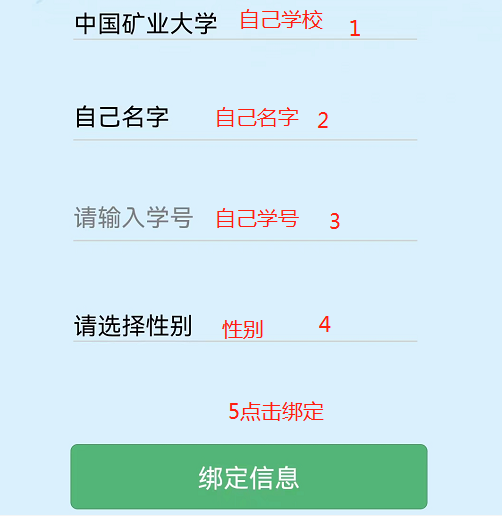 中国矿业大学 自己学校 1
自己名字 自己名字 2
请输入学号 自己学号 3
请选择性别 性别 4
5点击绑定
绑定信息